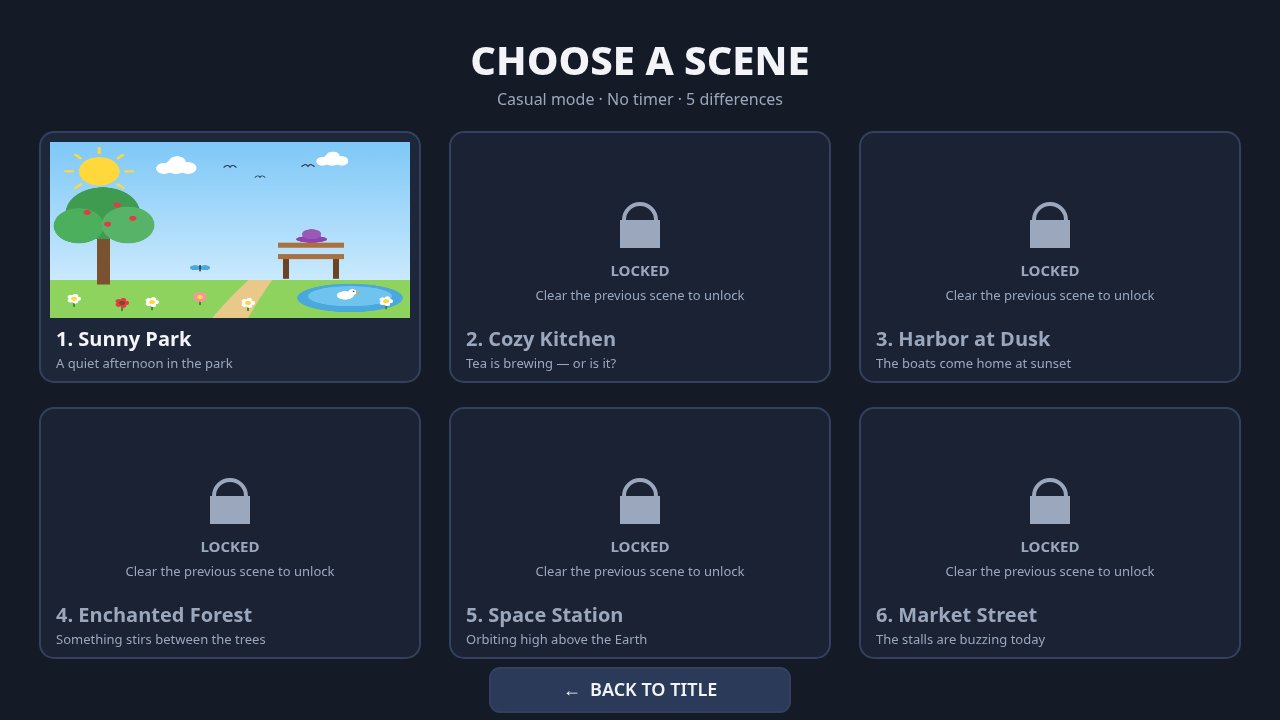 CHOOSE A SCENE
Casual mode · No timer · 5 differences
1. Sunny Park
A quiet afternoon in the park
LOCKED
Clear the previous scene to unlock
2. Cozy Kitchen
Tea is brewing — or is it?
LOCKED
Clear the previous scene to unlock
3. Harbor at Dusk
The boats come home at sunset
LOCKED
Clear the previous scene to unlock
4. Enchanted Forest
Something stirs between the trees
LOCKED
Clear the previous scene to unlock
5. Space Station
Orbiting high above the Earth
LOCKED
Clear the previous scene to unlock
6. Market Street
The stalls are buzzing today
← BACK TO TITLE